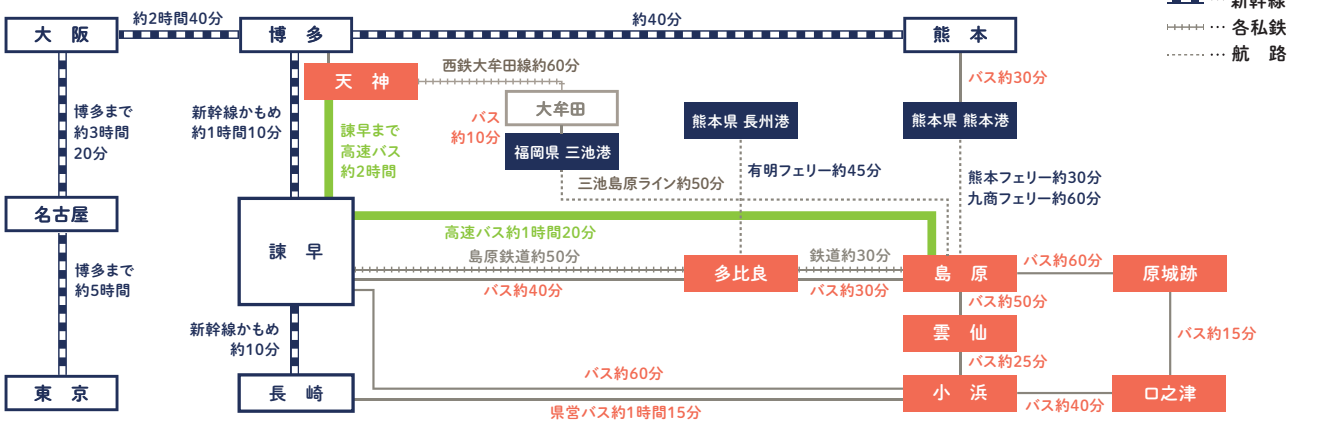 新幹線
… 各私鉄
… 航 路
大 阪
約2時間40分
博 多
約40分
熊 本
天 神
西鉄大牟田線約60分
バス約30分
博多まで
約3時間
20分
新幹線かもめ
約1時間10分
諫早まで
高速バス
約2時間
バス
約10分
大牟田
福岡県 三池港
熊本県 長州港
熊本県 熊本港
三池島原ライン約50分
有明フェリー約45分
熊本フェリー約30分
九商フェリー約60分
名古屋
諫 早
高速バス約1時間20分
島原鉄道約50分
バス約40分
多比良
鉄道約30分
バス約30分
島 原
バス約60分
原城跡
博多まで
約5時間
バス約50分
雲 仙
新幹線かもめ
約10分
バス約25分
バス約15分
東 京
長 崎
バス約60分
県営バス約1時間15分
小 浜
バス約40分
口之津